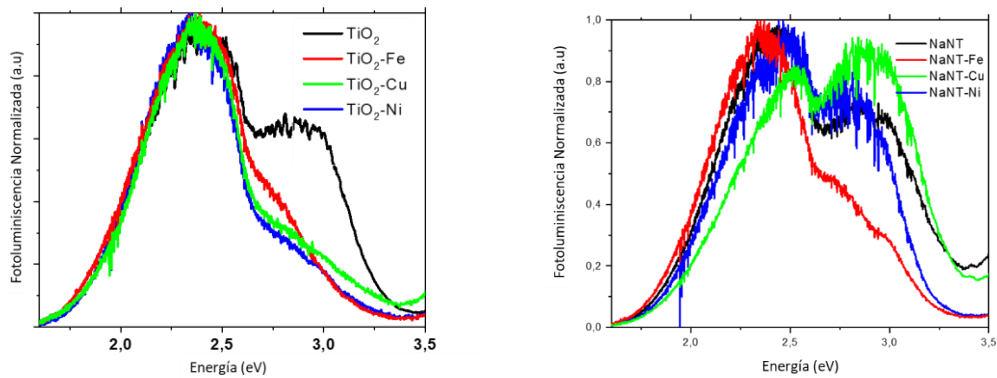 Fotoluminiscencia Normalizada (a.u)
TiO2
TiO2-Fe
TiO2-Cu
TiO2-Ni
2,0
2,5
3,0
3,5
Energía (eV)
Fotoluminiscencia Normalizada (a.u)
1,0
0,8
0,6
0,4
0,2
0,0
NaNT
NaNT-Fe
NaNT-Cu
NaNT-Ni
2,0
2,5
3,0
3,5
Energía (eV)